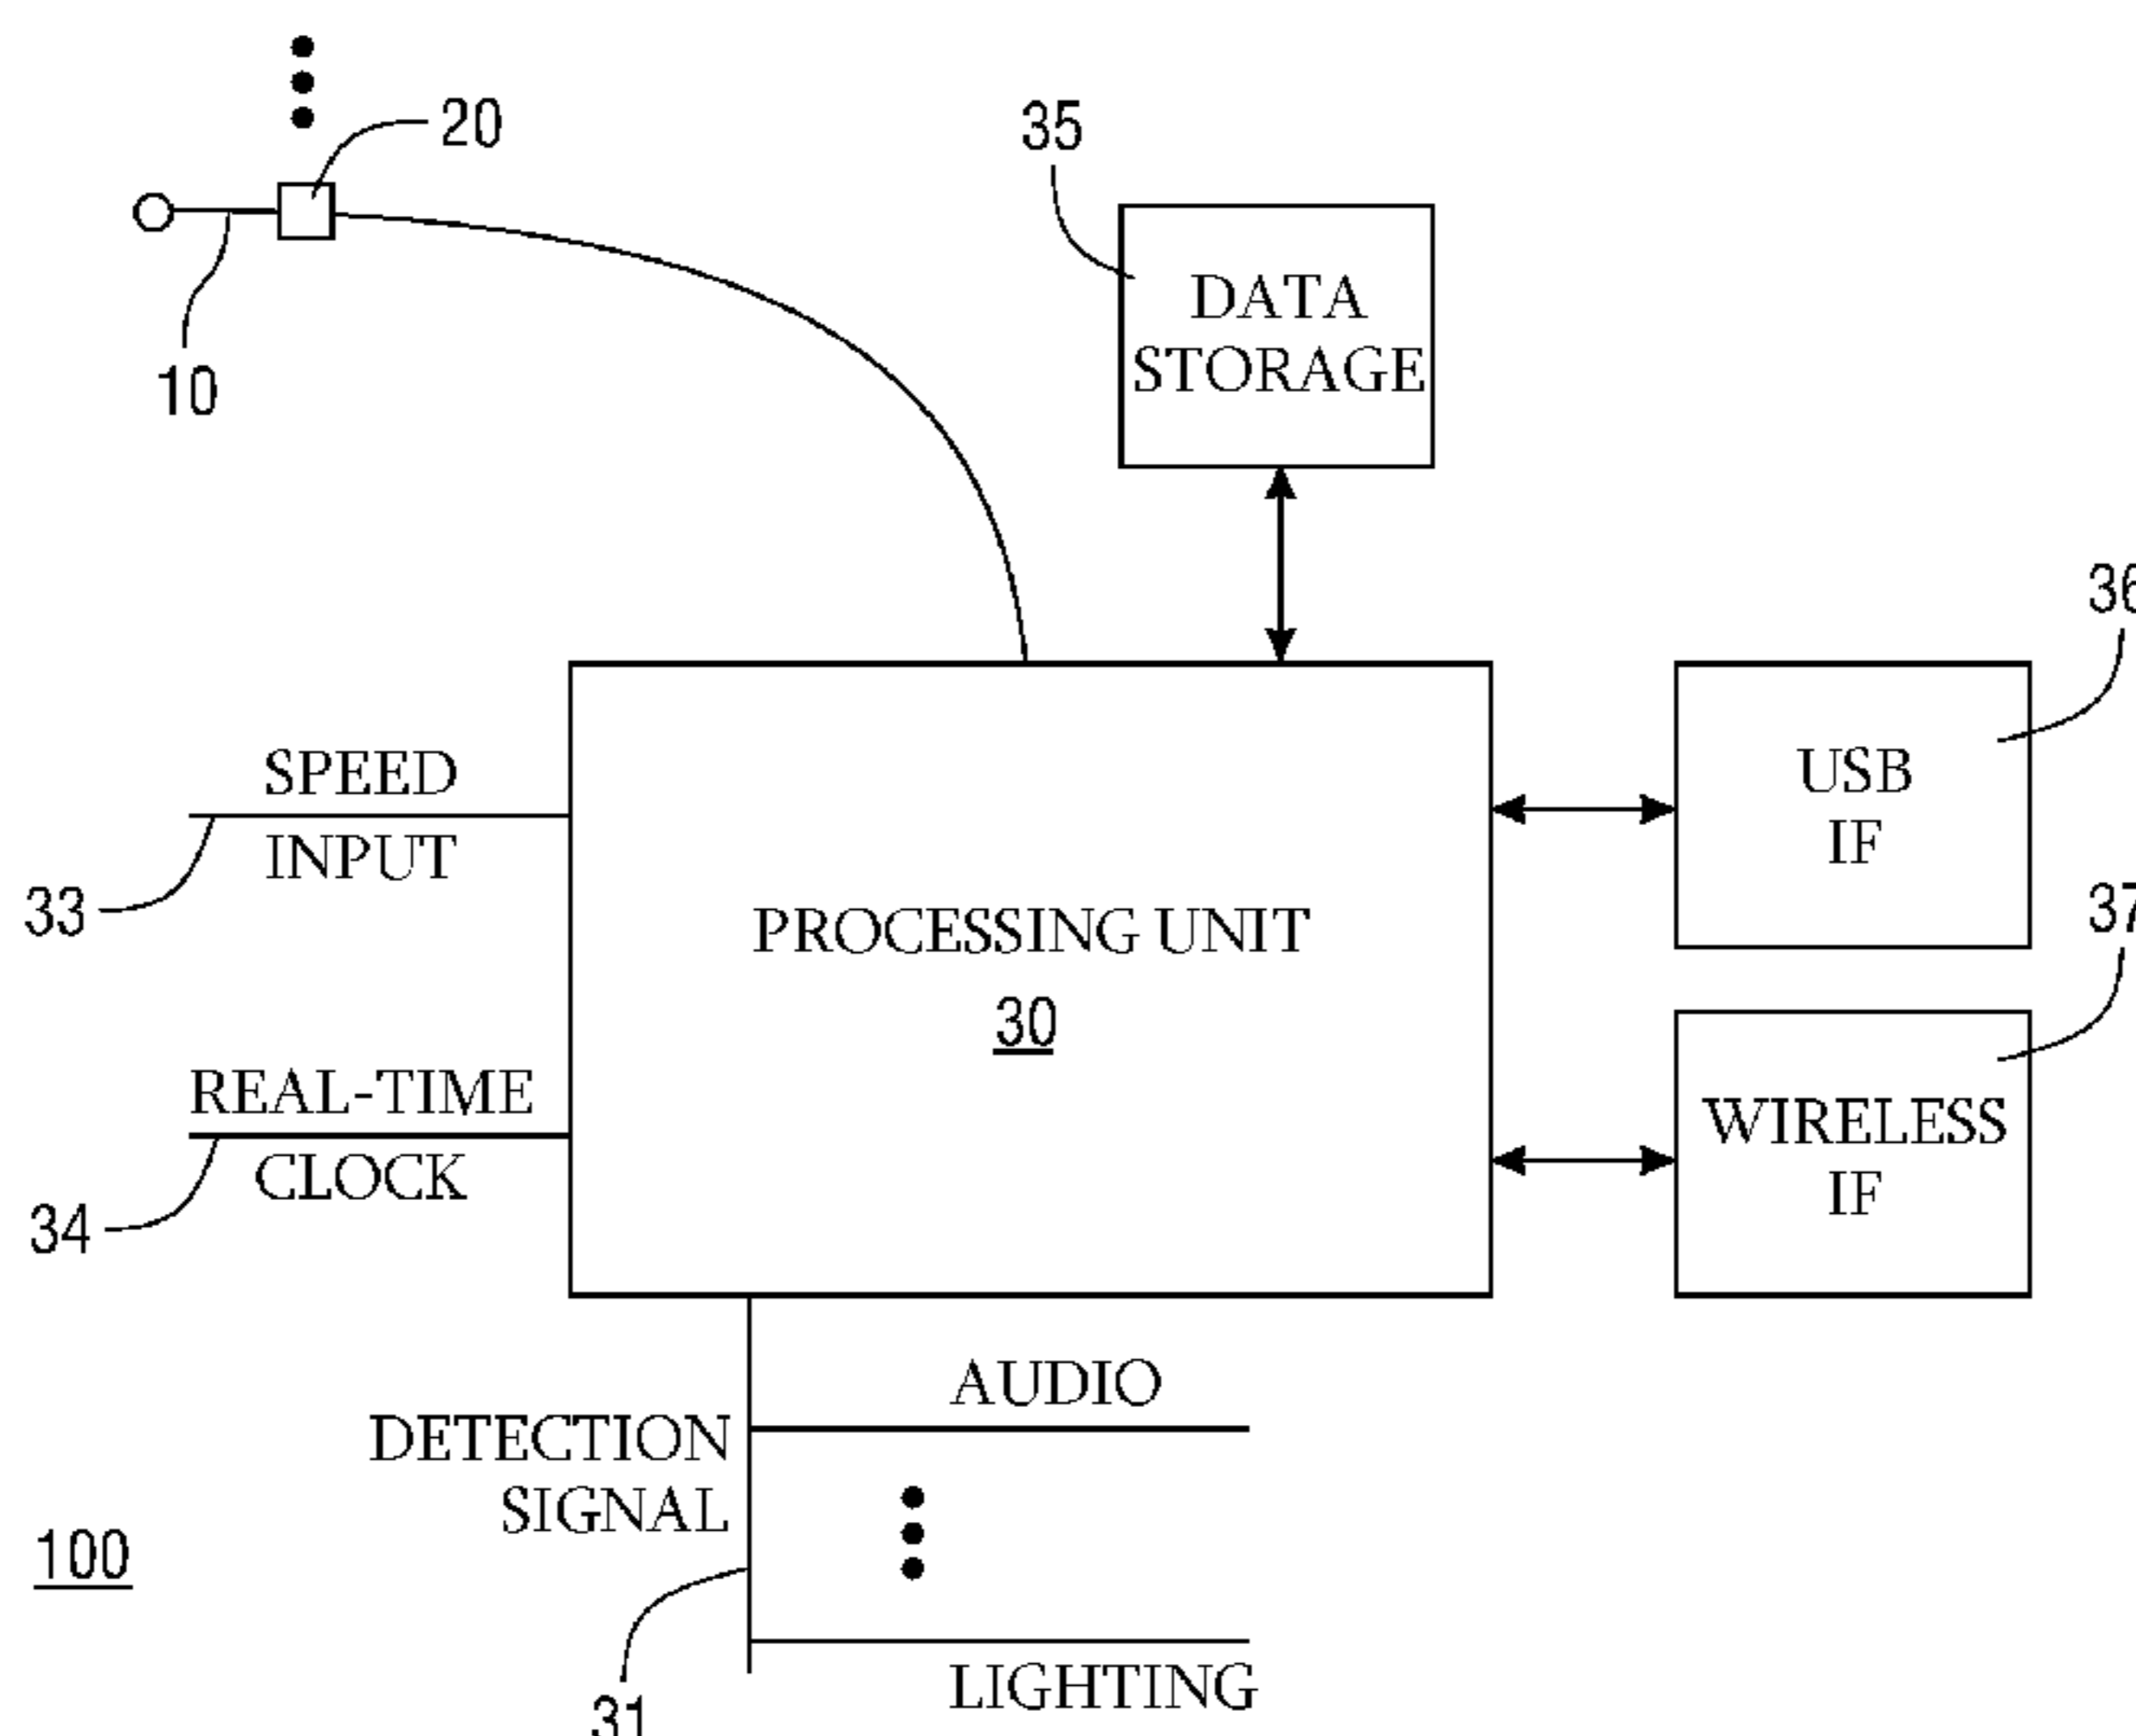 20
35
DATA
STORAGE
10
36
SPEED
INPUT
USB
IF
33
37
PROCESSING UNIT
30
REAL-TIME
CLOCK
WIRELESS
IF
34
AUDIO
DETECTION
SIGNAL
100
LIGHTING
31